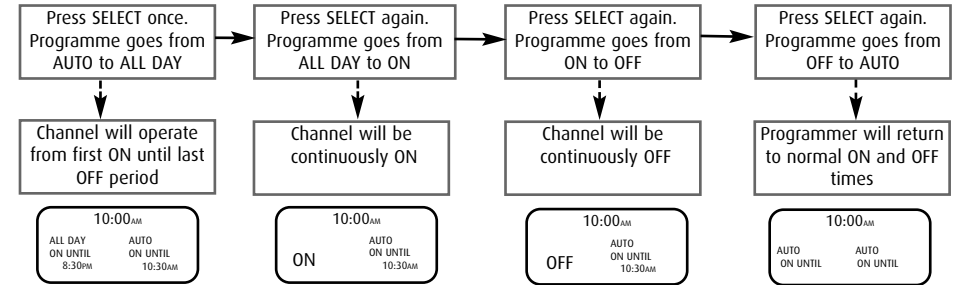 Press SELECT once.
Programme goes from
AUTO to ALL DAY
Press SELECT again.
Programme goes from
ALL DAY to ON
Press SELECT again.
Programme goes from
ON to OFF
Press SELECT again.
Programme goes from
OFF to AUTO
Channel will operate
from first ON until last
OFF period
Channel will be
continuously ON
Channel will be
continuously OFF
Programmer will return
to normal ON and OFF
times
10:00AM
ALL DAY
ON UNTIL
8:30PM
AUTO
ON UNTIL
10:30AM
10:00AM
ON
AUTO
ON UNTIL
10:30AM
10:00AM
OFF
AUTO
ON UNTIL
10:30AM
10:00AM
AUTO
ON UNTIL
AUTO
ON UNTIL